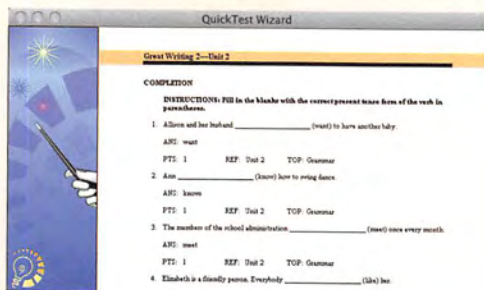 QuickTest Wizard
Great Writing 2—Unit 2
COMPLETION
INSTRUCTIONS: Fill in the blanks with the correct present tense form of the verb in
parentheses.
1. Allison and her husband ____________ (want) to have another baby.
ANS: want
PTS: 1 REF: Unit 2 TOP: Grammar
2. Ann ____________ (know) how to swing dance.
ANS: knows
PTS: 1 REF: Unit 2 TOP: Grammar
3. The members of the school administration ____________ (meet) once every month.
ANS: meet
PTS: 1 REF: Unit 2 TOP: Grammar
4. Elizabeth is a friendly person. Everybody ____________ (like) her.